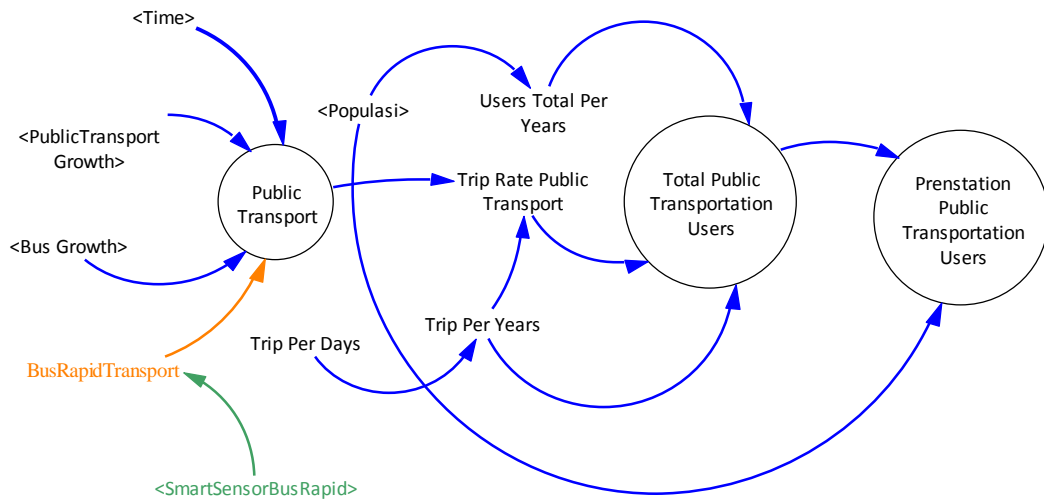 <Time>
<PublicTransport
Growth>
<Bus Growth>
Public
Transport
BusRapidTransport
<SmartSensorBusRapid>
<Populasi>
Users Total Per
Years
Trip Rate Public
Transport
Trip Per Days
Trip Per Years
Total Public
Transportation
Users
Prenstation
Public
Transportation
Users